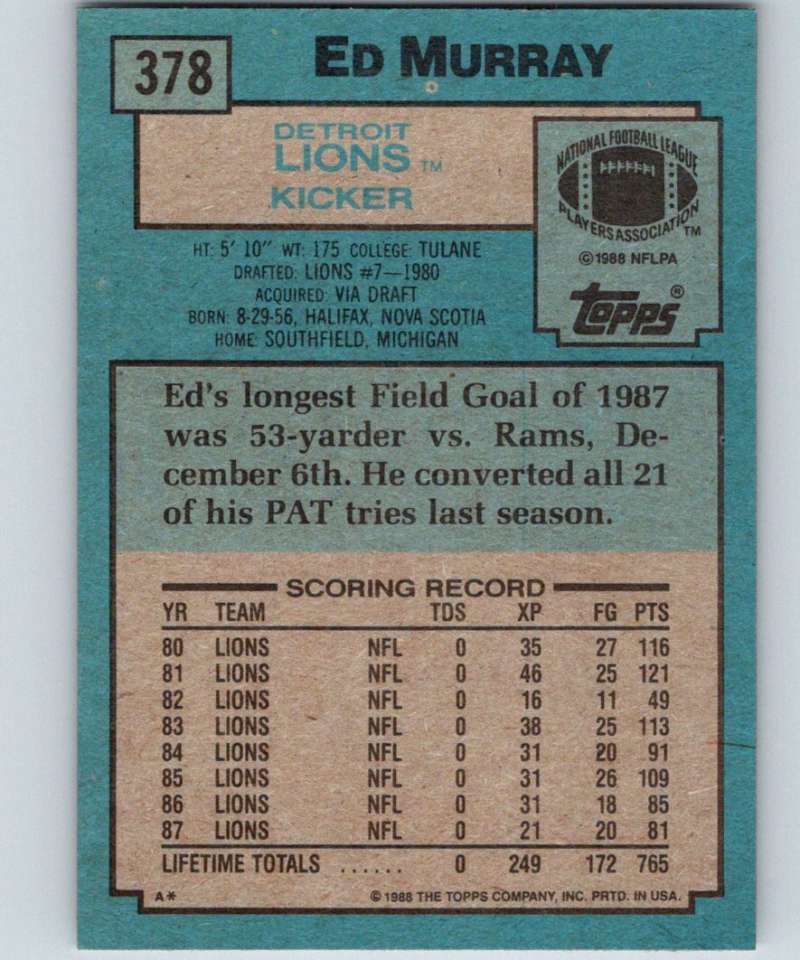 378
ED MURRAY
DETROIT
LIONS TM
KICKER
NATIONAL FOOTBALL LEAGUE
PLAYERS ASSOCIATION TM
© 1988 NFLPA
Topps®
HT: 5' 10" WT: 175 COLLEGE: TULANE
DRAFTED: LIONS #7—1980
ACQUIRED: VIA DRAFT
BORN: 8-29-56, HALIFAX, NOVA SCOTIA
HOME: SOUTHFIELD, MICHIGAN
Ed's longest Field Goal of 1987
was 53-yarder vs. Rams, De-
cember 6th. He converted all 21
of his PAT tries last season.
SCORING RECORD
YR TEAM TDS XP FG PTS
80 LIONS NFL 0 35 27 116
81 LIONS NFL 0 46 25 121
82 LIONS NFL 0 16 11 49
83 LIONS NFL 0 38 25 113
84 LIONS NFL 0 31 20 91
85 LIONS NFL 0 31 26 109
86 LIONS NFL 0 31 18 85
87 LIONS NFL 0 21 20 81
LIFETIME TOTALS ...... 0 249 172 765
A* © 1988 THE TOPPS COMPANY, INC. PRTD. IN USA.